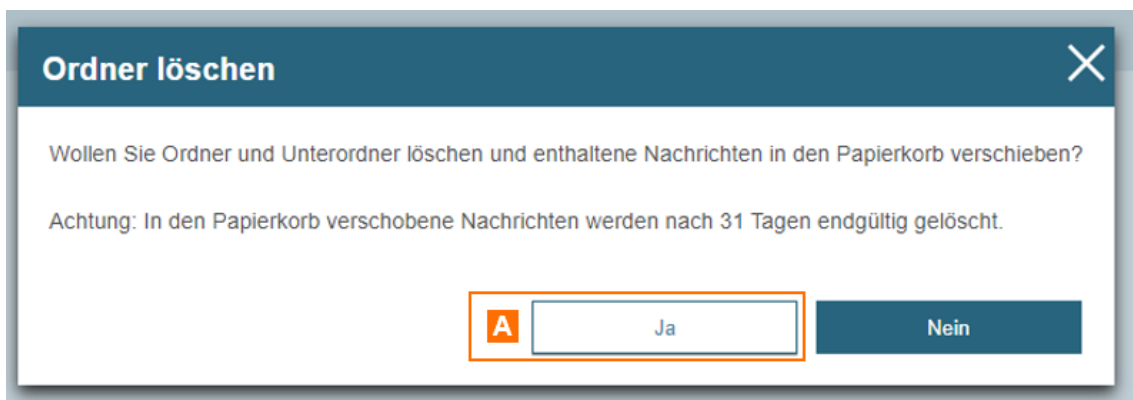 Ordner löschen
Wollen Sie Ordner und Unterordner löschen und enthaltene Nachrichten in den Papierkorb verschieben?
Achtung: In den Papierkorb verschobene Nachrichten werden nach 31 Tagen endgültig gelöscht.
A Ja Nein